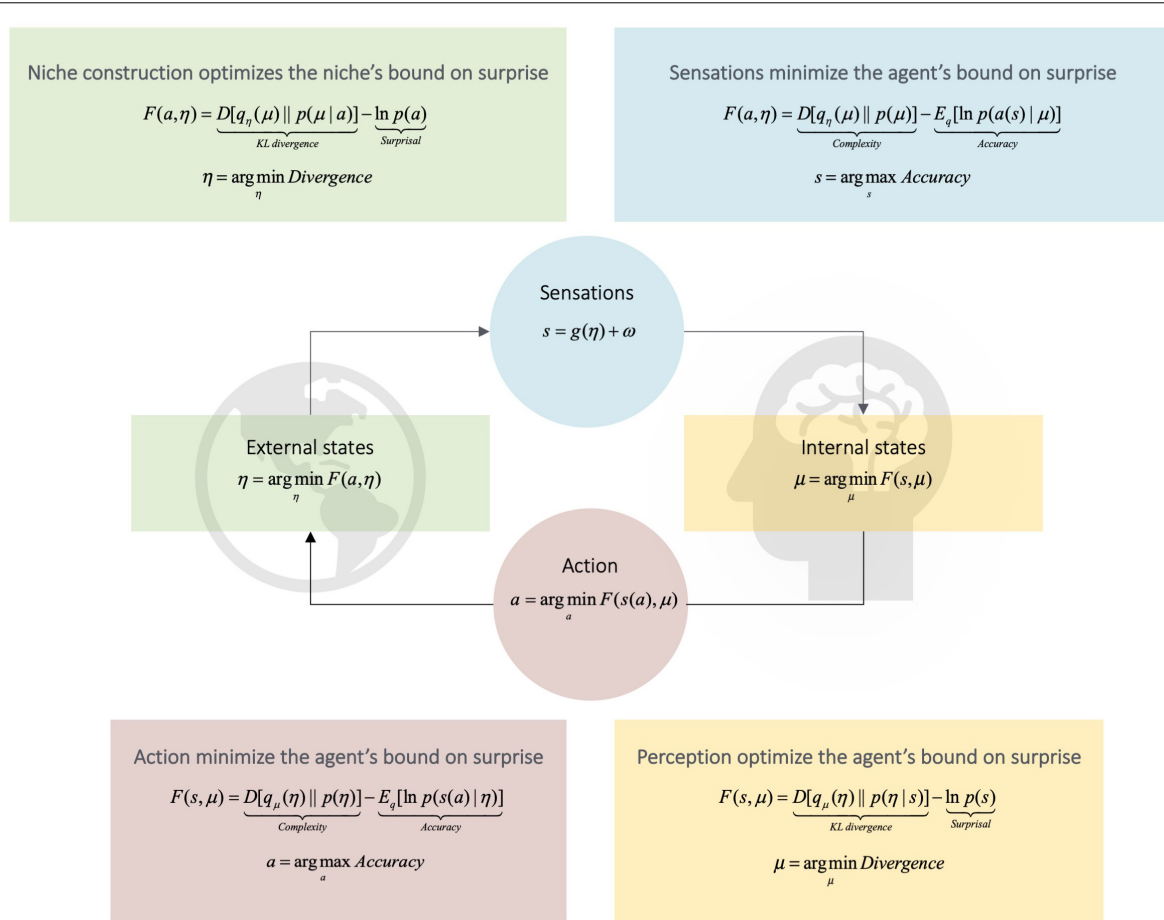 Niche construction optimizes the niche's bound on surprise
F(a,η) = D[q_η(μ) || p(μ | a)] − ln p(a)
KL divergence Surprisal
η = arg min Divergence
η
Sensations minimize the agent's bound on surprise
F(a,η) = D[q_η(μ) || p(μ)] − E_q[ln p(a(s) | μ)]
Complexity Accuracy
s = arg max Accuracy
s
Sensations
s = g(η) + ω
External states
η = arg min F(a,η)
η
Internal states
μ = arg min F(s,μ)
μ
Action
a = arg min F(s(a), μ)
a
Action minimize the agent's bound on surprise
F(s,μ) = D[q_μ(η) || p(η)] − E_q[ln p(s(a) | η)]
Complexity Accuracy
a = arg max Accuracy
a
Perception optimize the agent's bound on surprise
F(s,μ) = D[q_μ(η) || p(η | s)] − ln p(s)
KL divergence Surprisal
μ = arg min Divergence
μ